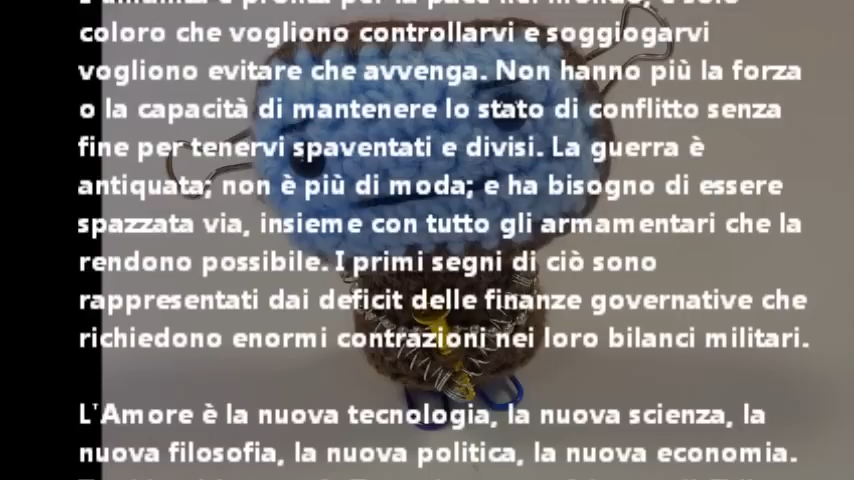 coloro che vogliono controllarvi e soggiogarvi
vogliono evitare che avvenga. Non hanno più la forza
o la capacità di mantenere lo stato di conflitto senza
fine per tenervi spaventati e divisi. La guerra è
antiquata; non è più di moda; e ha bisogno di essere
spazzata via, insieme con tutto gli armamentari che la
rendono possibile. I primi segni di ciò sono
rappresentati dai deficit delle finanze governative che
richiedono enormi contrazioni nei loro bilanci militari.
L'Amore è la nuova tecnologia, la nuova scienza, la
nuova filosofia, la nuova politica, la nuova economia.